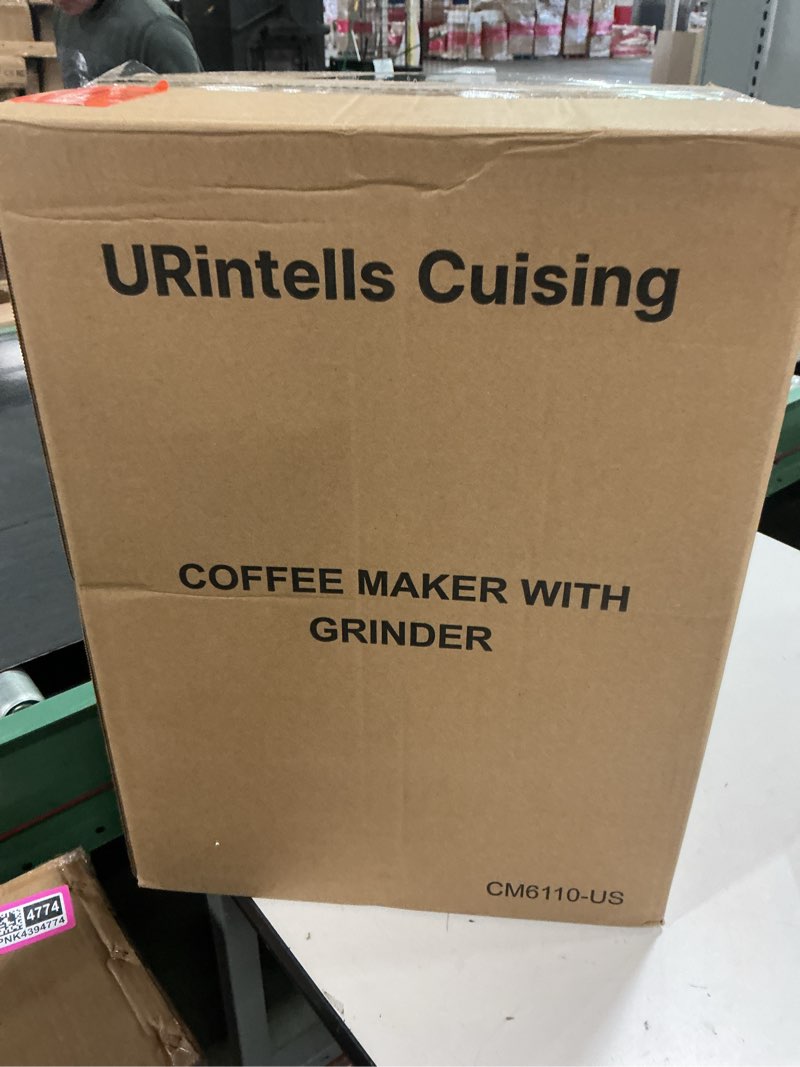 URintells Cuising
COFFEE MAKER WITH
GRINDER
CM6110-US
4774
PNK4394774